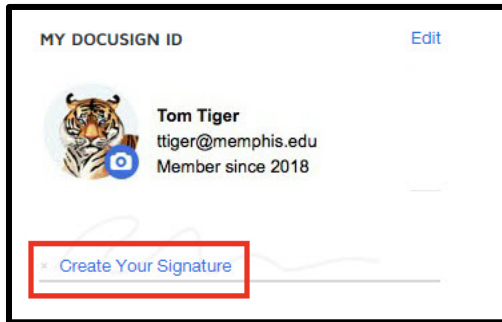 MY DOCUSIGN ID Edit
Tom Tiger
ttiger@memphis.edu
Member since 2018
× Create Your Signature